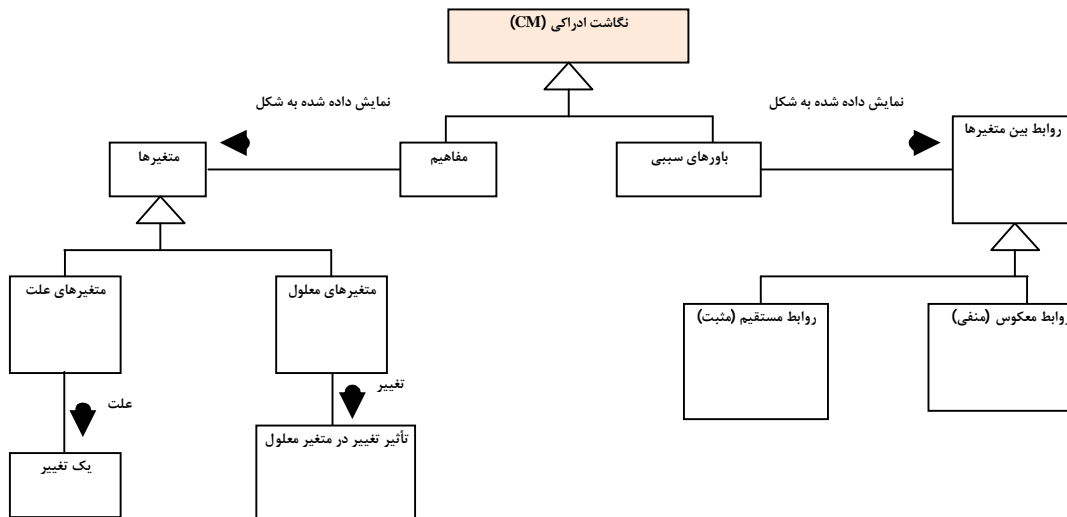 نگاشت ادراکی (CM)
نمایش داده شده به شکل
نمایش داده شده به شکل
روابط بین متغیرها
باورهای سببی
مفاهیم
متغیرها
روابط معکوس (منفی)
روابط مستقیم (مثبت)
متغیرهای معلول
متغیرهای علت
تغییر
علت
تأثیر تغییر در متغیر معلول
یک تغییر